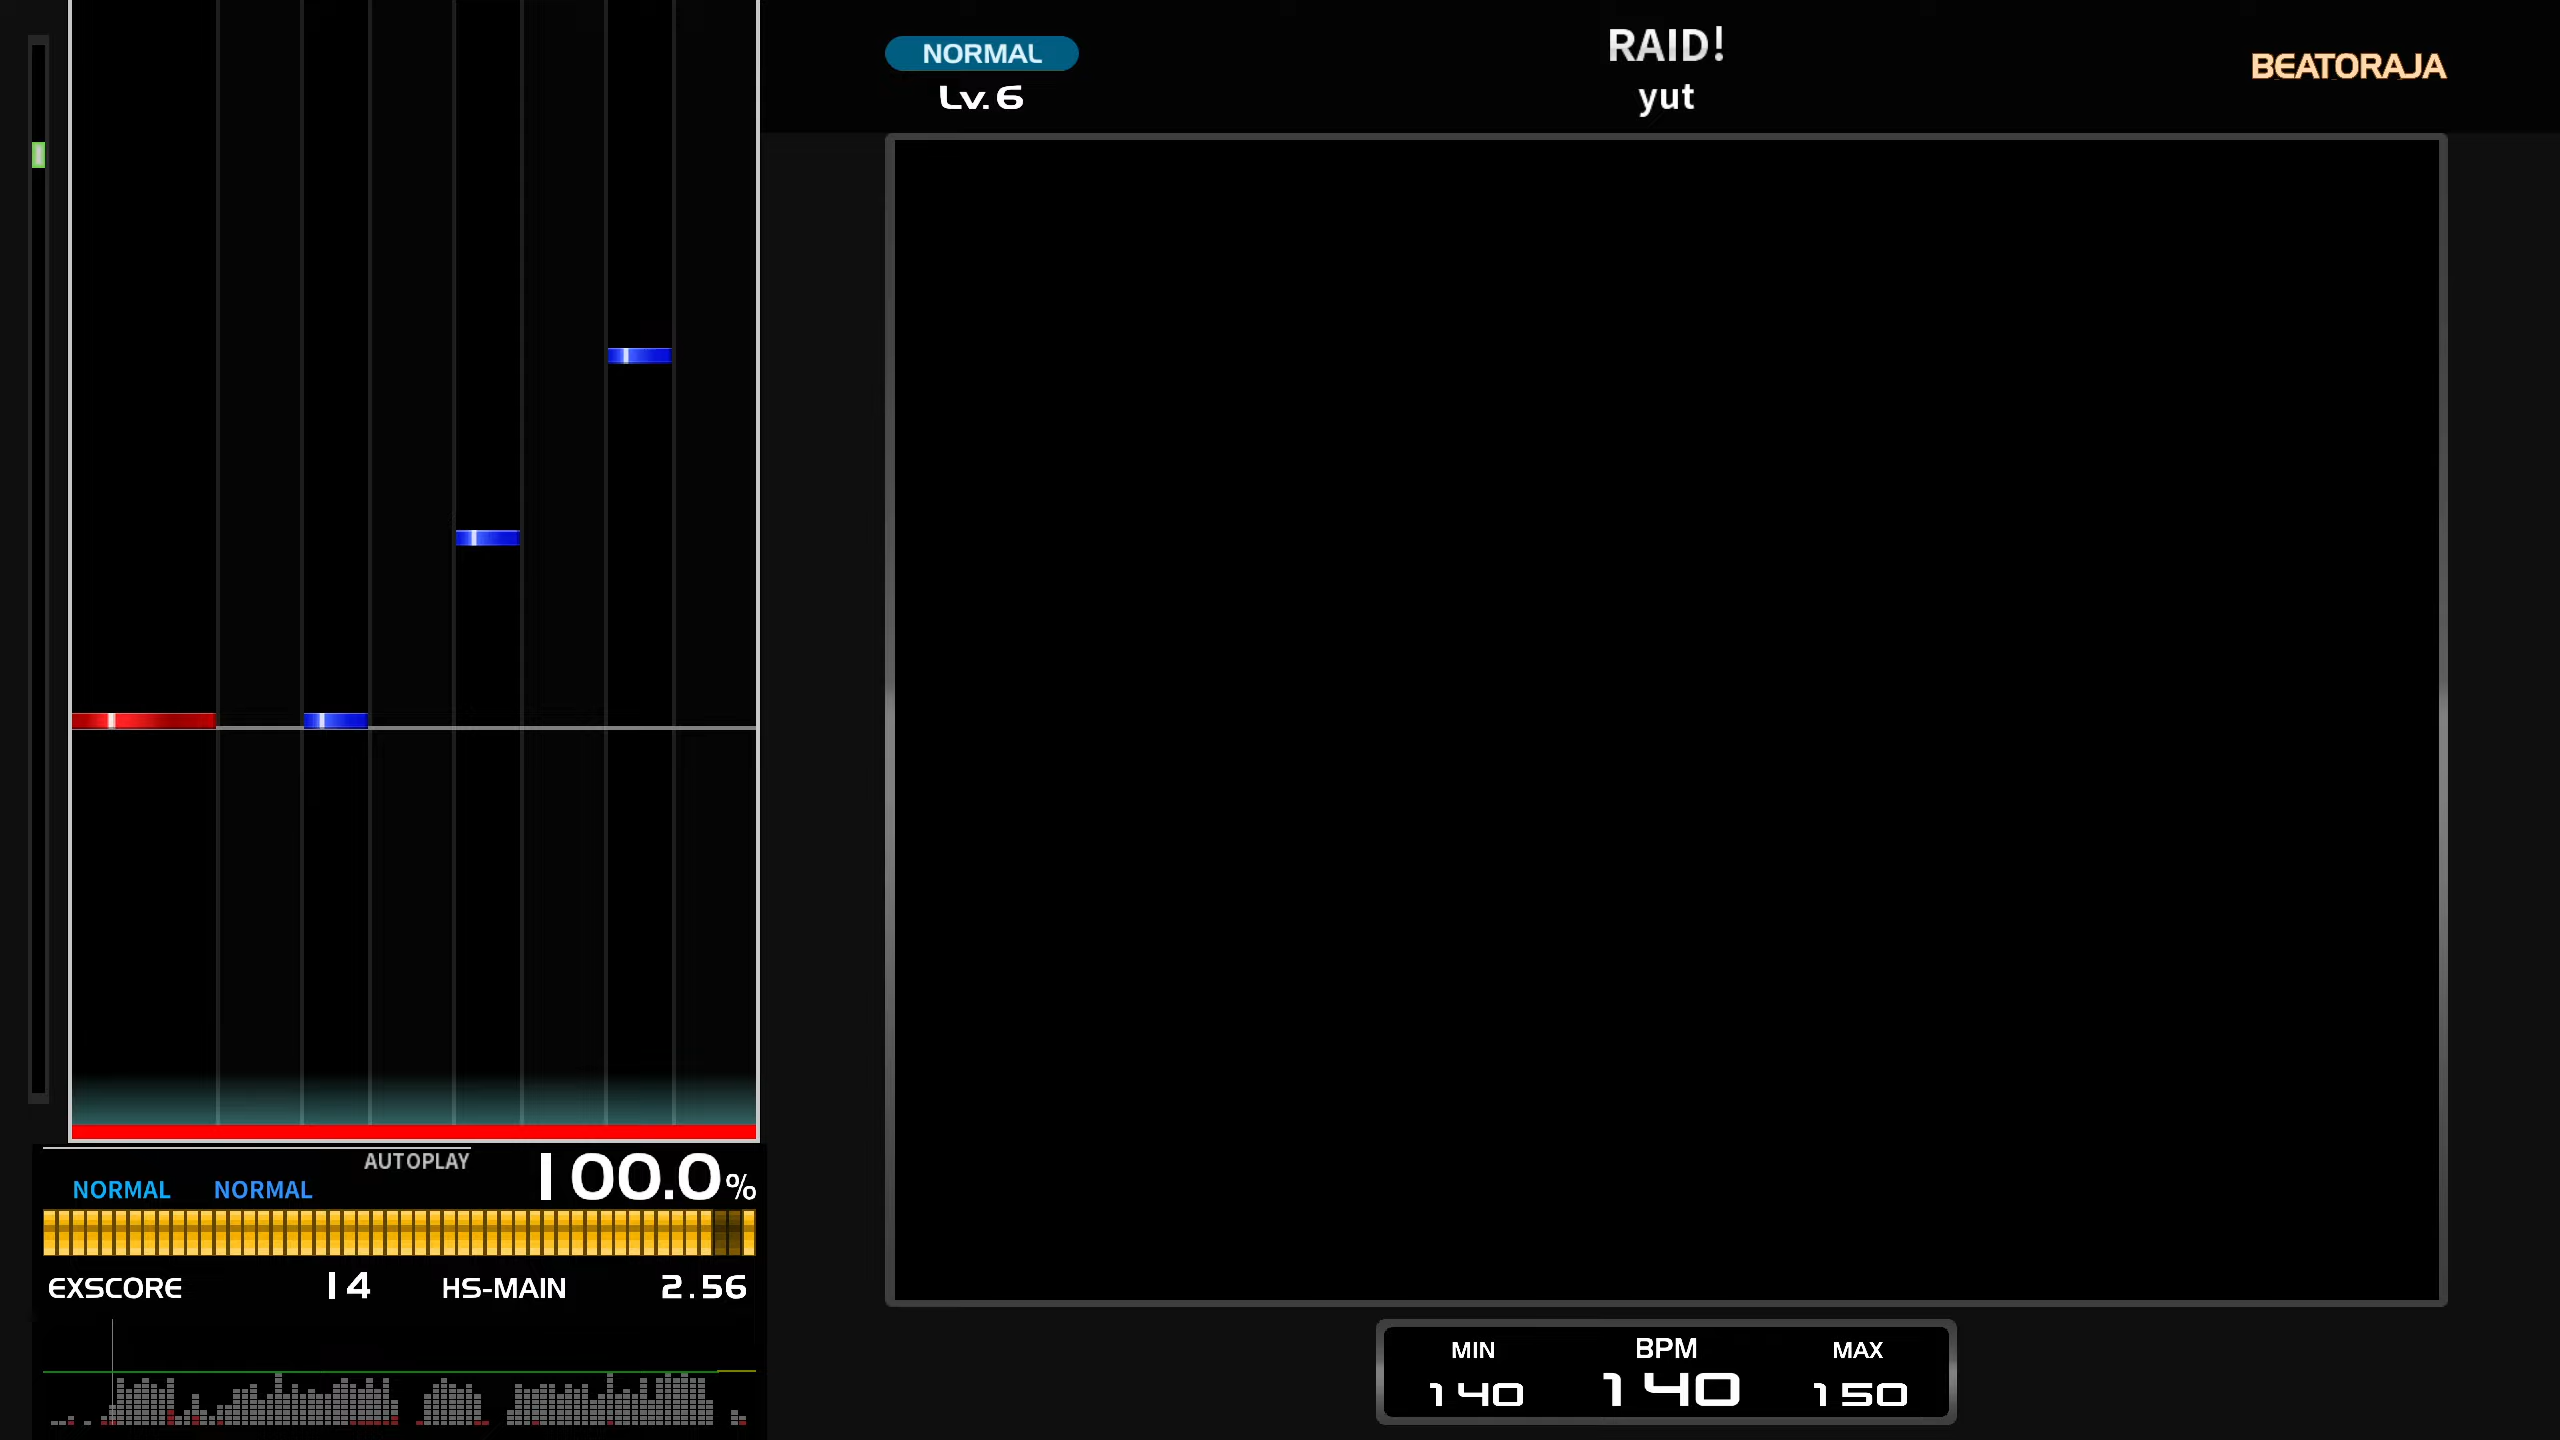 NORMAL
Lv.6
RAID!
yut
BEATORAJA
AUTOPLAY
NORMAL NORMAL 100.0%
EXSCORE 14 HS-MAIN 2.56
MIN BPM MAX
140 140 150